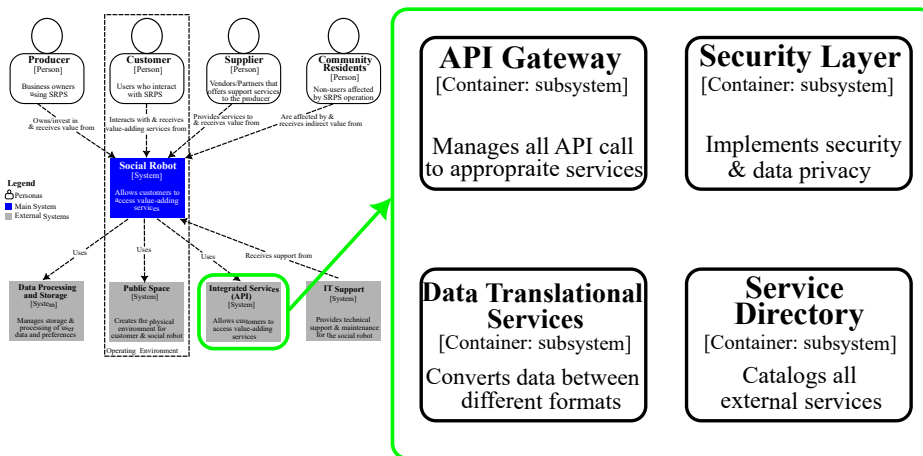 Producer
[Person]
Business owners
using SRPS
Customer
[Person]
Users who interact
with SRPS
Supplier
[Person]
Vendors/Partners that
offers support services
to the producer
Community
Residents
[Person]
Non-users affected
by SRPS operation
Owns/invest in
& receives value from
Interacts with & receives
value-adding services from
Provides services to
& receives value from
Are affected by &
receives indirect value from
Social Robot
[System]
Allows customers to
access value-adding
services
Legend
Personas
Main System
External Systems
Uses
Uses
Uses
Receives support from
Data Processing
and Storage
[System]
Manages storage &
processing of user
data and preferences
Public Space
[System]
Creates the physical
environment for
customer & social robot
Integrated Services
(API)
[System]
Allows customers to
access value-adding
services
IT Support
[System]
Provides technical
support & maintenance
for the social robot
Operating Environment
API Gateway
[Container: subsystem]
Manages all API call
to appropraite services
Security Layer
[Container: subsystem]
Implements security
& data privacy
Data Translational
Services
[Container: subsystem]
Converts data between
different formats
Service
Directory
[Container: subsystem]
Catalogs all
external services